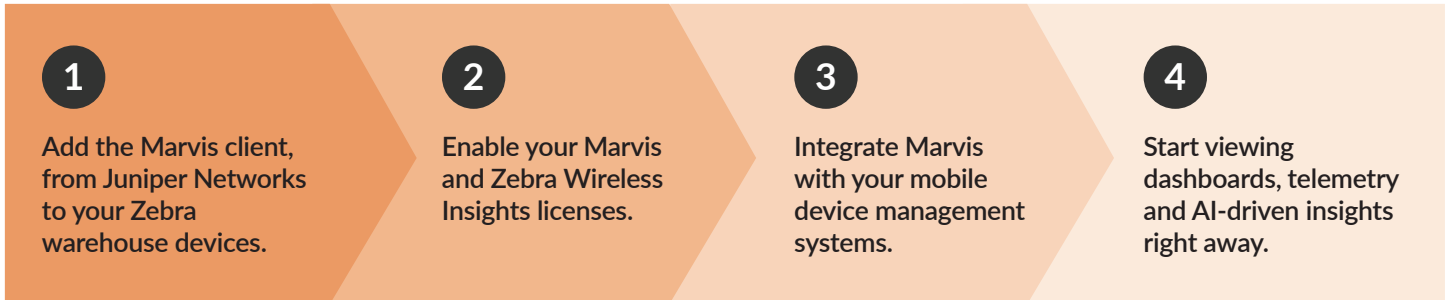 1
Add the Marvis client,
from Juniper Networks
to your Zebra
warehouse devices.
2
Enable your Marvis
and Zebra Wireless
Insights licenses.
3
Integrate Marvis
with your mobile
device management
systems.
4
Start viewing
dashboards, telemetry
and AI-driven insights
right away.